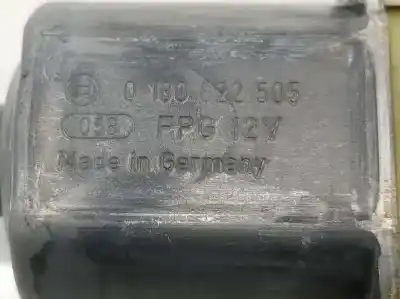 0 130 822 505
058 FPG 12V
Made in Germany